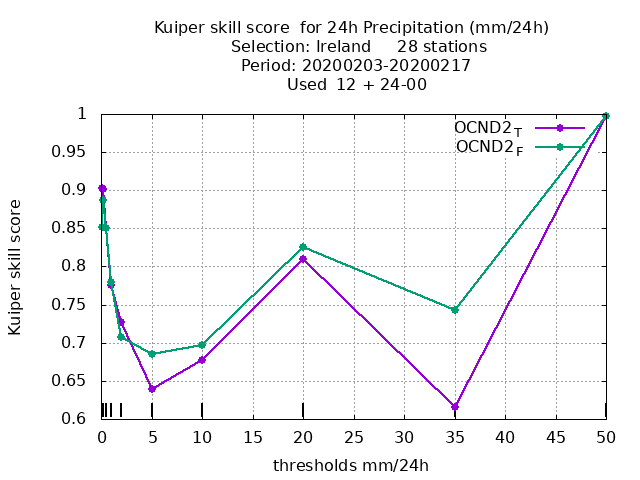 Kuiper skill score  for 24h Precipitation (mm/24h)
Selection: Ireland     28 stations
Period: 20200203-20200217
Used  12 + 24-00
OCND2T
OCND2F
1
0.95
0.9
0.85
0.8
0.75
0.7
0.65
0.6
Kuiper skill score
0 5 10 15 20 25 30 35 40 45 50
thresholds mm/24h